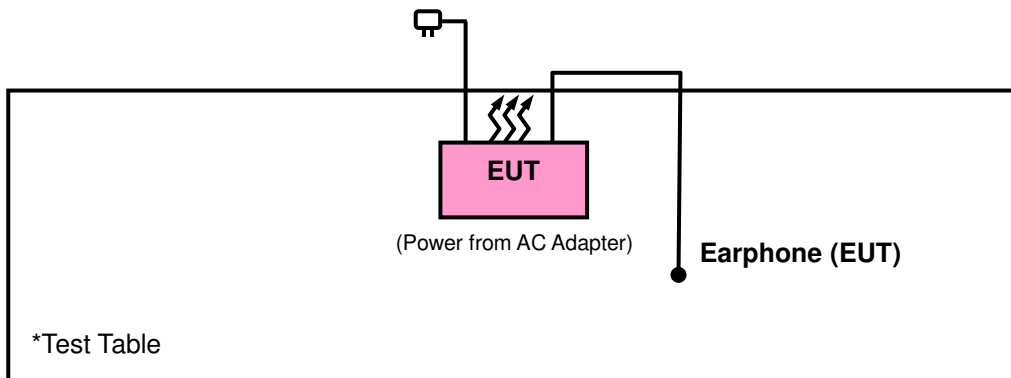 EUT
(Power from AC Adapter)
Earphone (EUT)
*Test Table